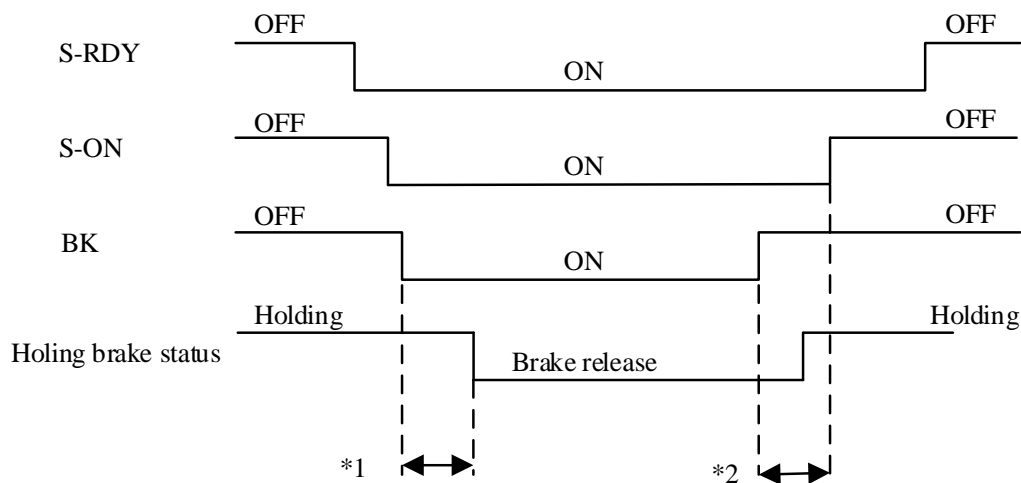 OFF OFF
S-RDY
ON
OFF OFF
S-ON
ON
OFF OFF
BK
ON
Holding Holding
Holing brake status
Brake release
*1 *2